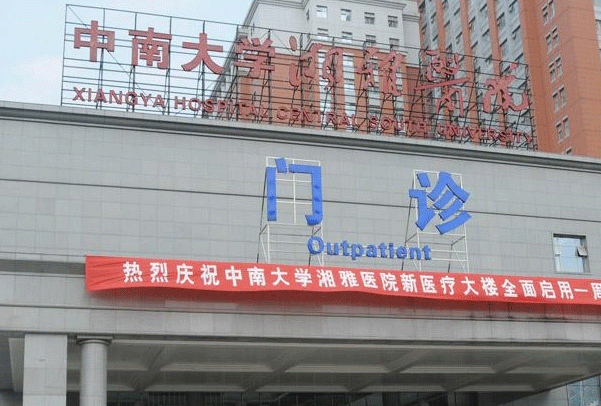 中南大学湘雅醫院
XIANGYA HOSPITAL CENTRAL SOUTH UNIVERSITY
门诊
Outpatient
热烈庆祝中南大学湘雅医院新医疗大楼全面启用一周